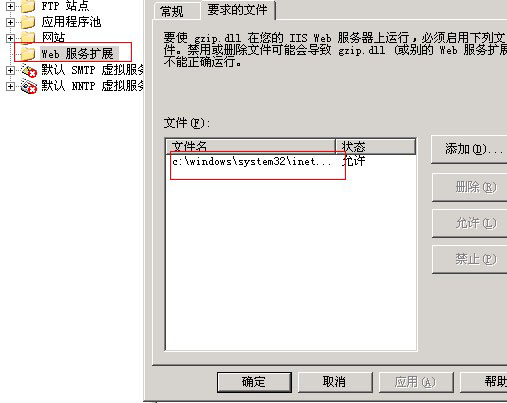 FTP 站点
应用程序池
网站
Web 服务扩展
默认 SMTP 虚拟服务
默认 NNTP 虚拟服务
常规
要求的文件
要使 gzip.dll 在您的 IIS Web 服务器上运行，必须启用下列文
件。禁用或删除文件可能会导致 gzip.dll (或别的 Web 服务扩展
不能正确运行。
文件(F):
文件名 状态
c:\windows\system32\inet... 允许
添加(D)...
删除(R)
允许(L)
禁止(P)
确定
取消
应用(A)
帮助